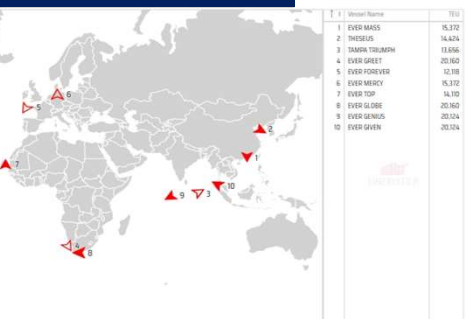 Vessel Name TEU
1 EVER MASS 15,372
2 THESEUS 14,424
3 TAMPA TRIUMPH 13,656
4 EVER GREET 20,160
5 EVER FOREVER 12,118
6 EVER MERCY 15,372
7 EVER TOP 14,110
8 EVER GLOBE 20,160
9 EVER GENIUS 20,124
10 EVER GIVEN 20,124
6
5
2
1
7
10
9 3
4
8